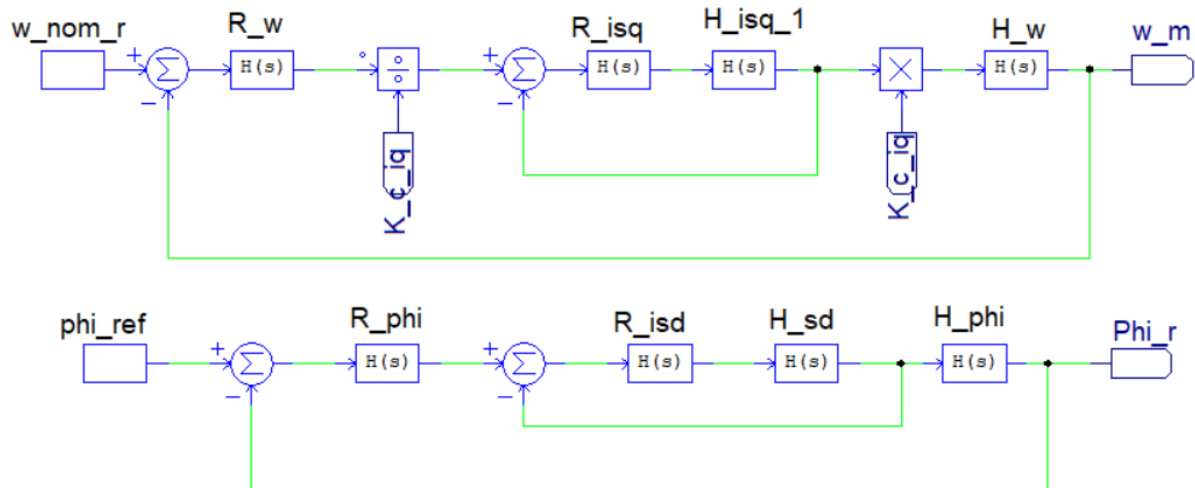 w_nom_r
R_w
R_isq
H_isq_1
H_w
w_m
+
Σ
−
H(s)
÷
+
Σ
−
H(s)
H(s)
×
H(s)
K_c_iq
K_c_iq
phi_ref
R_phi
R_isd
H_sd
H_phi
Phi_r
+
Σ
−
H(s)
+
Σ
−
H(s)
H(s)
H(s)